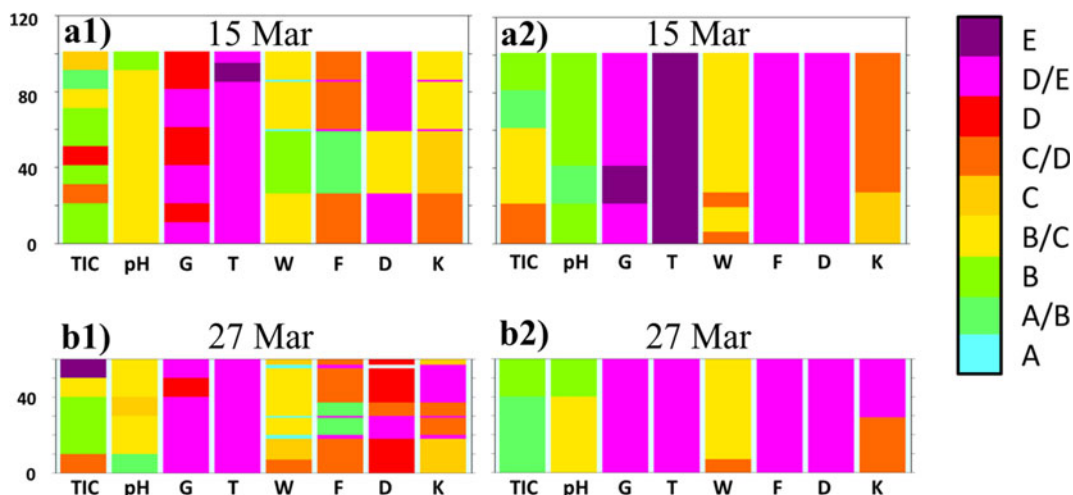 a1) 15 Mar
120
80
40
0
TIC pH G T W F D K
a2) 15 Mar
TIC pH G T W F D K
b1) 27 Mar
40
0
TIC pH G T W F D K
b2) 27 Mar
TIC pH G T W F D K
E
D/E
D
C/D
C
B/C
B
A/B
A